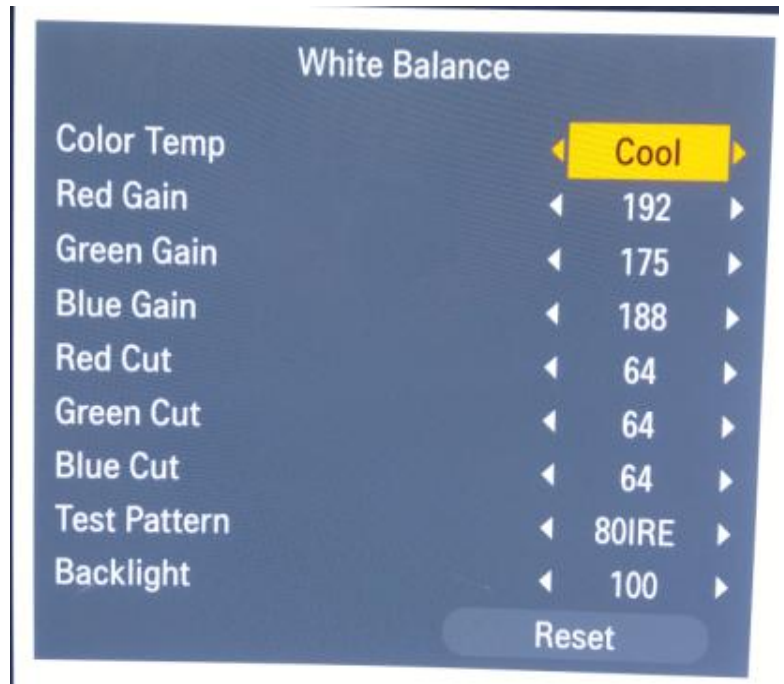 White Balance
Color Temp Cool
Red Gain 192
Green Gain 175
Blue Gain 188
Red Cut 64
Green Cut 64
Blue Cut 64
Test Pattern 80IRE
Backlight 100
Reset